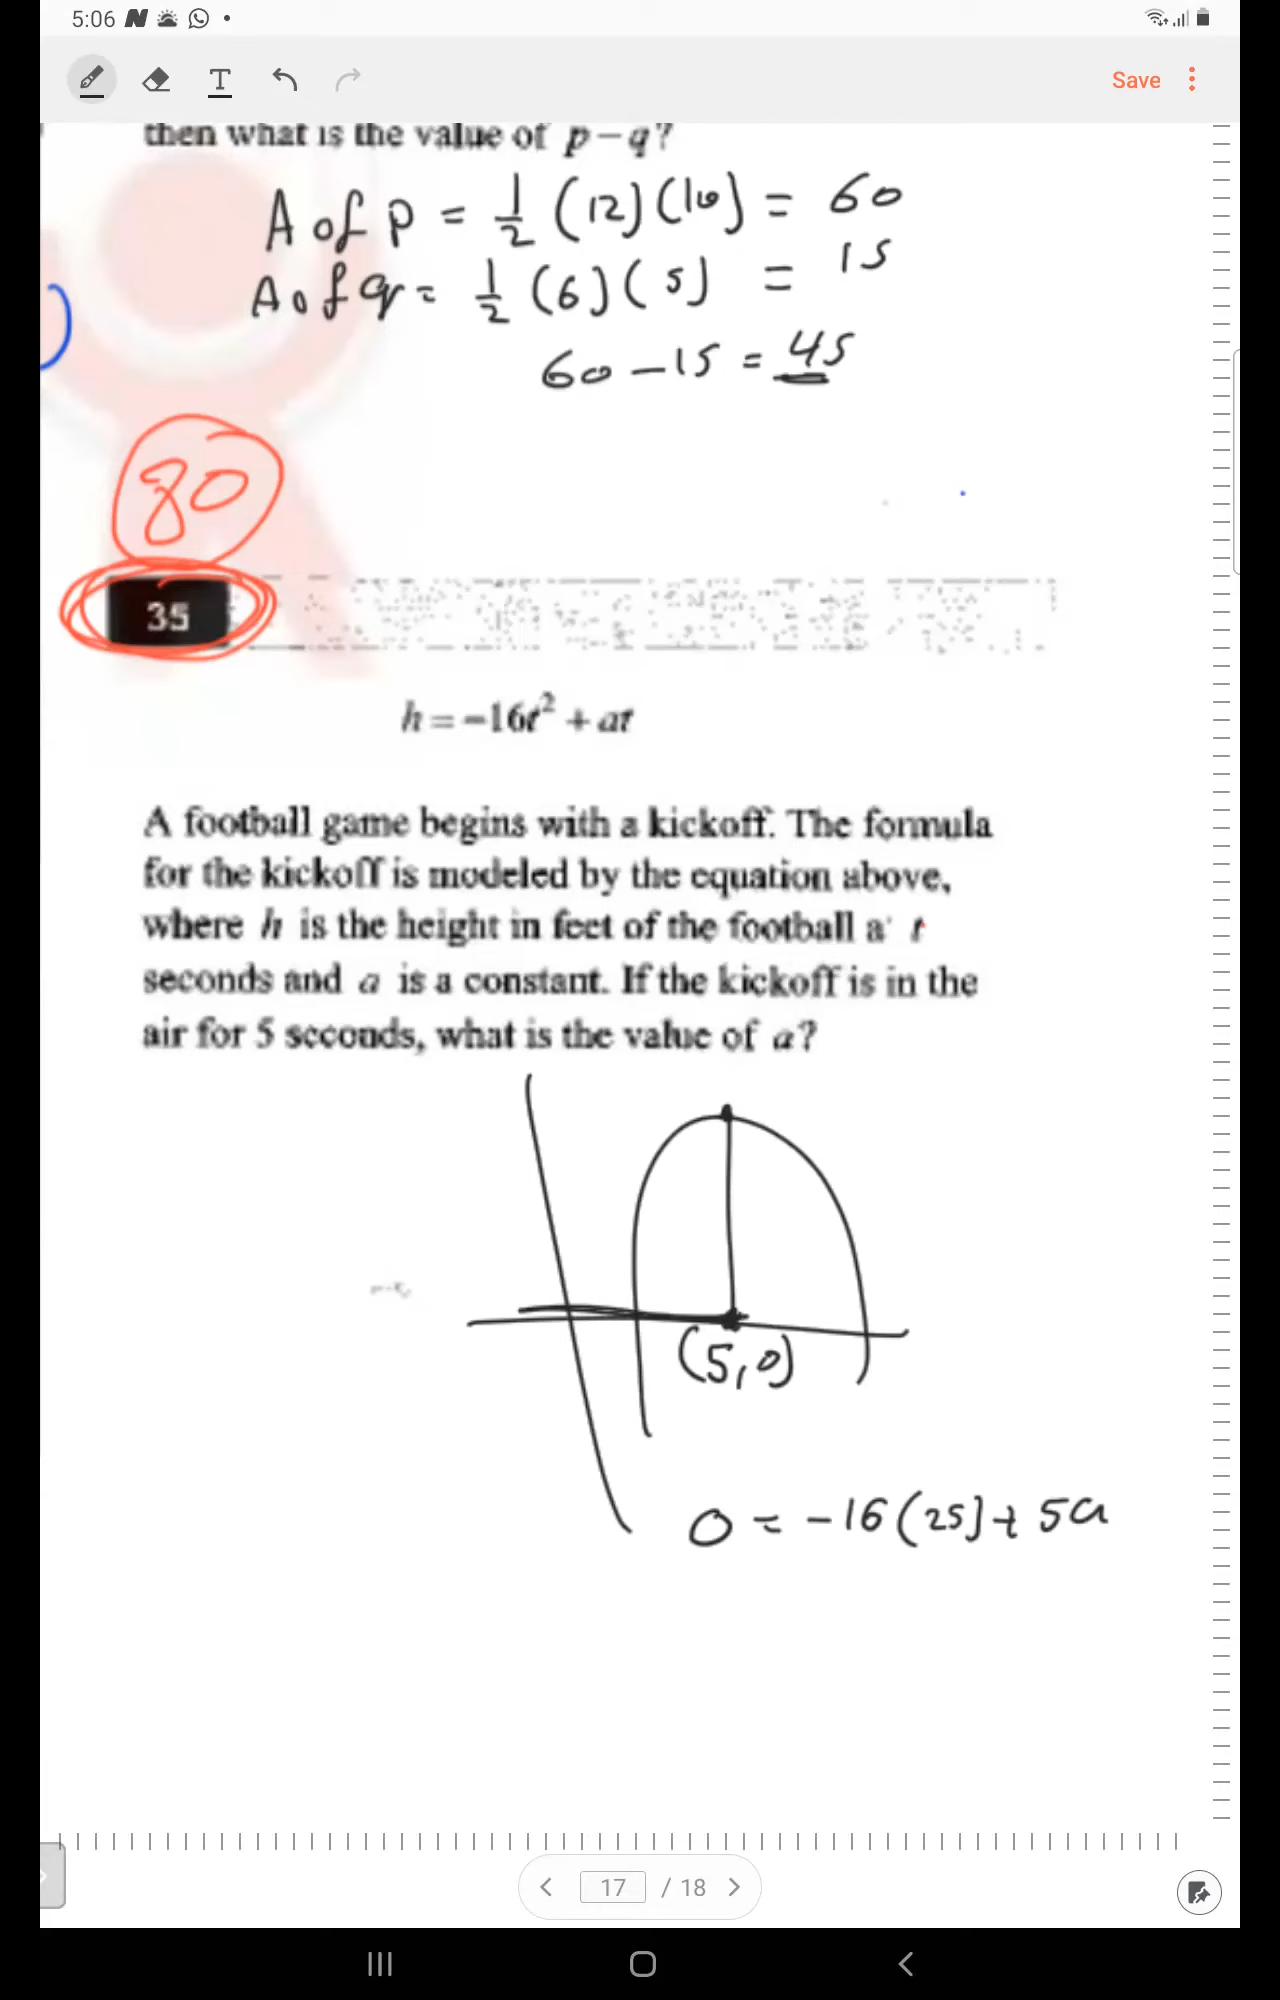 5:06
Save
then what is the value of p-q?
A of p = 1/2 (12)(10) = 60
A of q = 1/2 (6)(5) = 15
60 - 15 = 45
80
35
h = -16t² + at
A football game begins with a kickoff. The formula
for the kickoff is modeled by the equation above,
where h is the height in feet of the football a t
seconds and a is a constant. If the kickoff is in the
air for 5 seconds, what is the value of a?
(5,0)
0 = -16(25)+ 5a
17 / 18